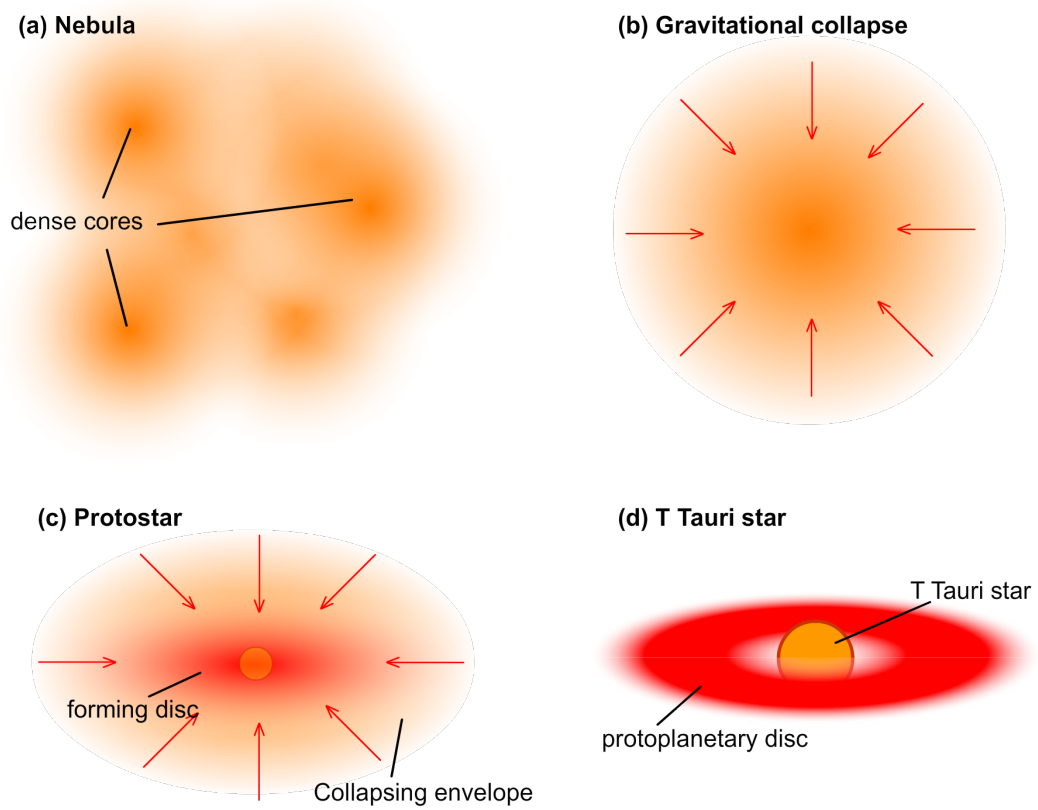 (a) Nebula
(b) Gravitational collapse
dense cores
(c) Protostar
(d) T Tauri star
forming disc
Collapsing envelope
T Tauri star
protoplanetary disc